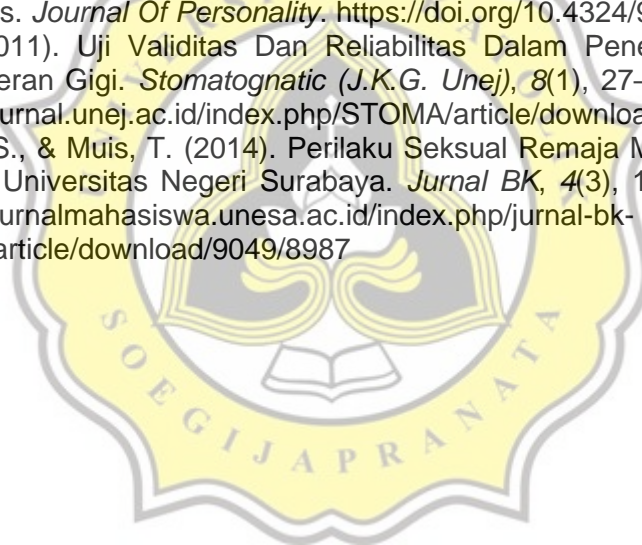 s. Journal Of Personality. https://doi.org/10.4324/9
011). Uji Validitas Dan Reliabilitas Dalam Pene
eran Gigi. Stomatognatic (J.K.G. Unej), 8(1), 27–
urnal.unej.ac.id/index.php/STOMA/article/downloa
S., & Muis, T. (2014). Perilaku Seksual Remaja M
Universitas Negeri Surabaya. Jurnal BK, 4(3), 1
urnalmahasiswa.unesa.ac.id/index.php/jurnal-bk-
article/download/9049/8987
SOEGIJAPRANATA